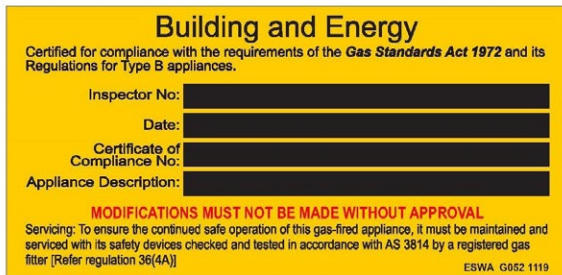 Building and Energy
Certified for compliance with the requirements of the Gas Standards Act 1972 and its
Regulations for Type B appliances.
Inspector No:
Date:
Certificate of
Compliance No:
Appliance Description:
MODIFICATIONS MUST NOT BE MADE WITHOUT APPROVAL
Servicing: To ensure the continued safe operation of this gas-fired appliance, it must be maintained and
serviced with its safety devices checked and tested in accordance with AS 3814 by a registered gas
fitter [Refer regulation 36(4A)]
ESWA G052 1119